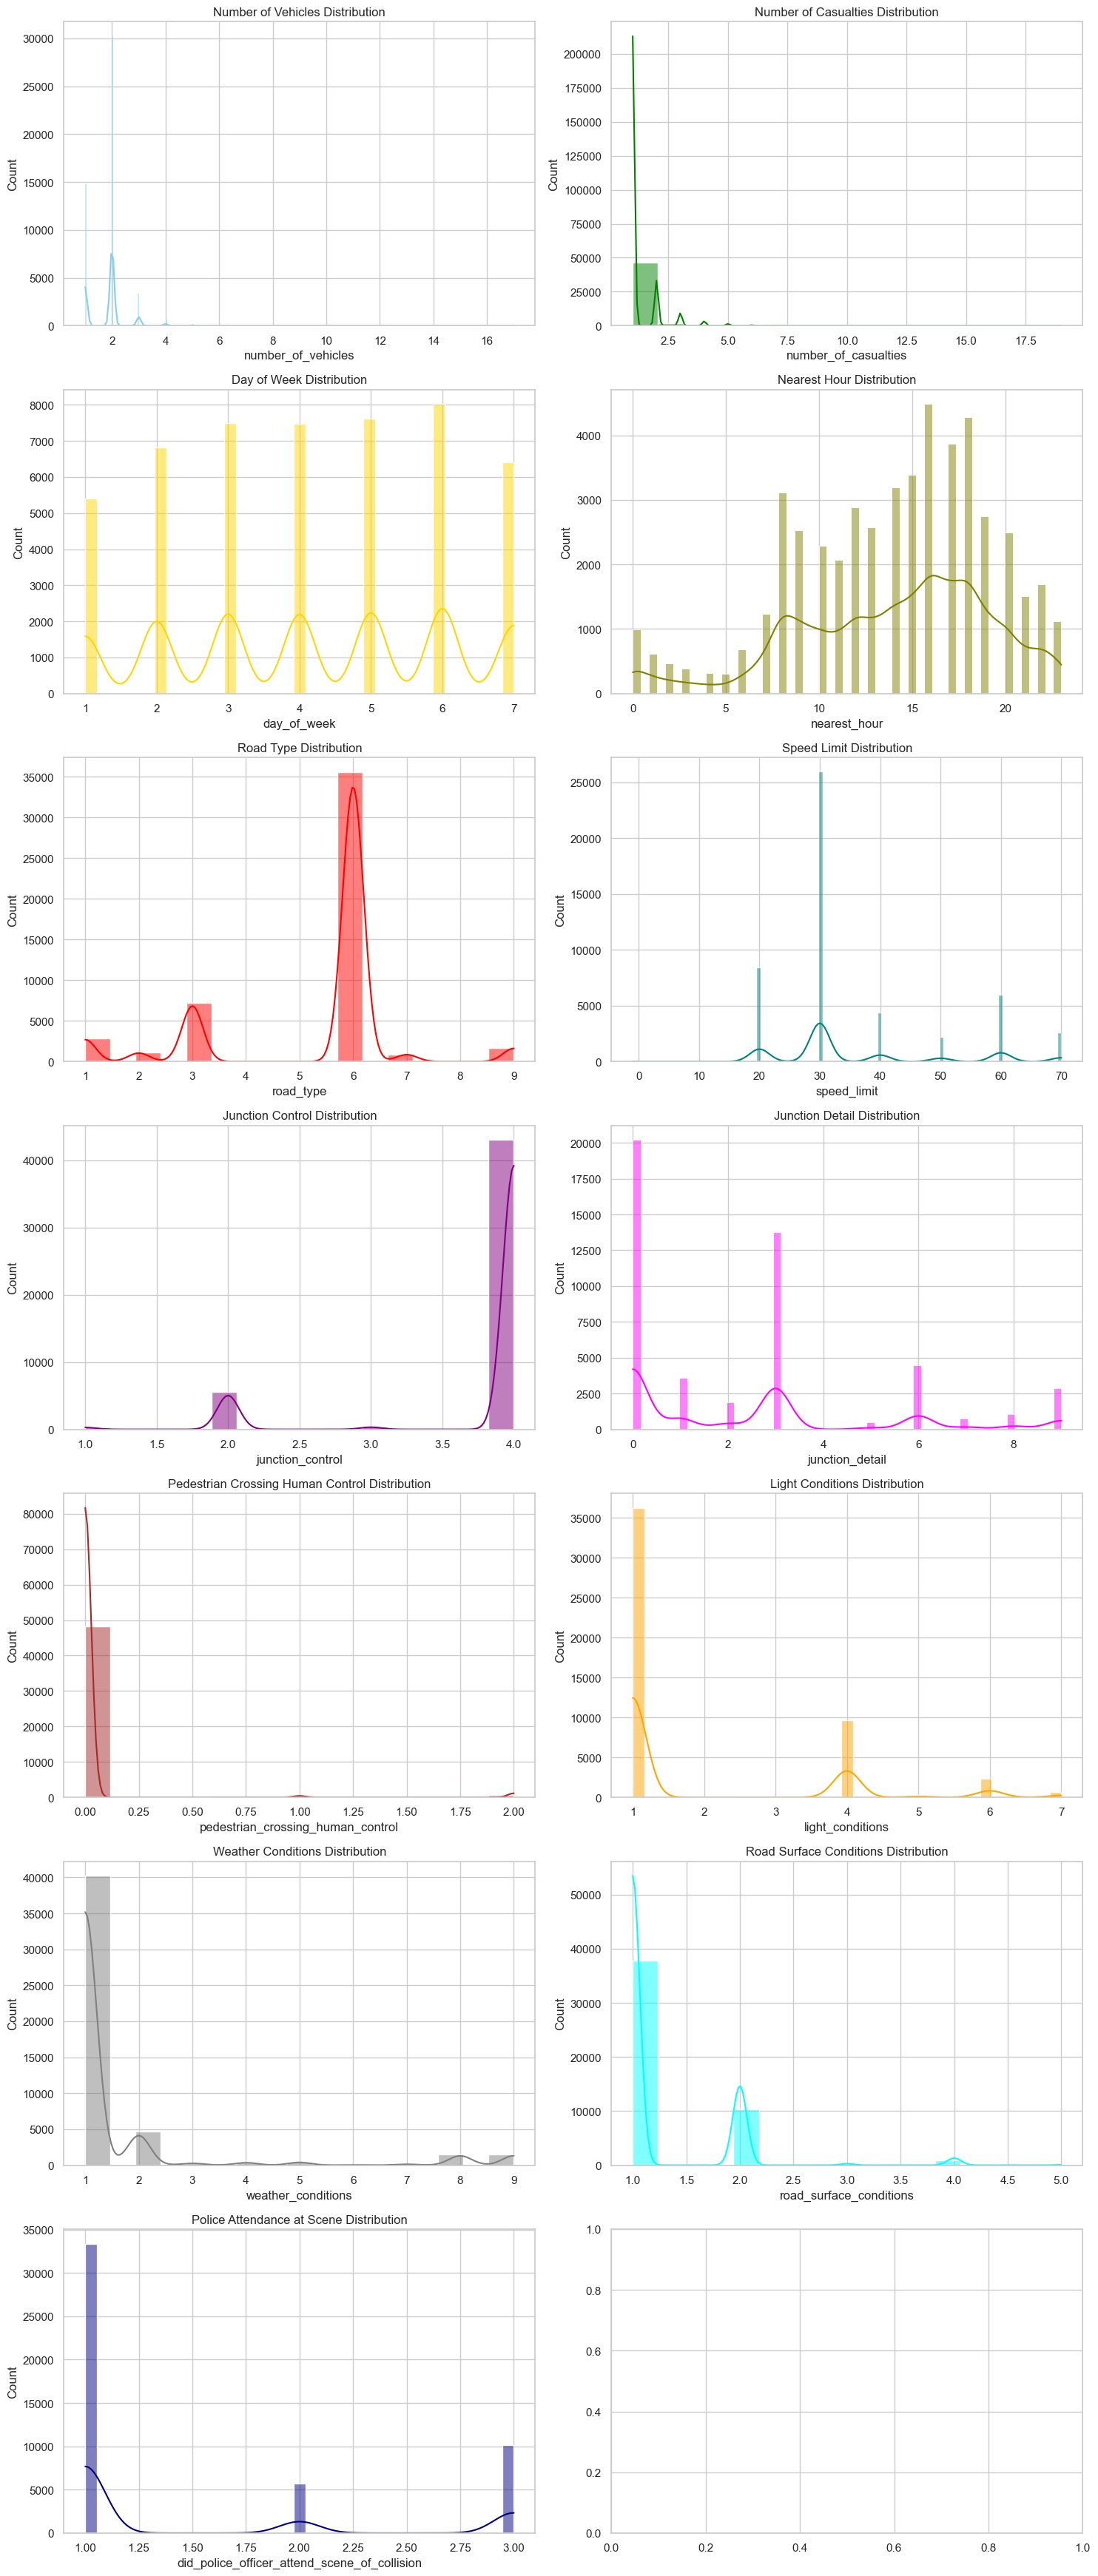 Number of Vehicles Distribution
30000
25000
20000
15000
10000
5000
0
Count
2 4 6 8 10 12 14 16
number_of_vehicles
Number of Casualties Distribution
200000
175000
150000
125000
100000
75000
50000
25000
0
Count
2.5 5.0 7.5 10.0 12.5 15.0 17.5
number_of_casualties
Day of Week Distribution
8000
7000
6000
5000
4000
3000
2000
1000
0
Count
1 2 3 4 5 6 7
day_of_week
Nearest Hour Distribution
4000
3000
2000
1000
0
Count
0 5 10 15 20
nearest_hour
Road Type Distribution
35000
30000
25000
20000
15000
10000
5000
0
Count
1 2 3 4 5 6 7 8 9
road_type
Speed Limit Distribution
25000
20000
15000
10000
5000
0
Count
0 10 20 30 40 50 60 70
speed_limit
Junction Control Distribution
40000
30000
20000
10000
0
Count
1.0 1.5 2.0 2.5 3.0 3.5 4.0
junction_control
Junction Detail Distribution
20000
17500
15000
12500
10000
7500
5000
2500
0
Count
0 2 4 6 8
junction_detail
Pedestrian Crossing Human Control Distribution
80000
70000
60000
50000
40000
30000
20000
10000
0
Count
0.00 0.25 0.50 0.75 1.00 1.25 1.50 1.75 2.00
pedestrian_crossing_human_control
Light Conditions Distribution
35000
30000
25000
20000
15000
10000
5000
0
Count
1 2 3 4 5 6 7
light_conditions
Weather Conditions Distribution
40000
35000
30000
25000
20000
15000
10000
5000
0
Count
1 2 3 4 5 6 7 8 9
weather_conditions
Road Surface Conditions Distribution
50000
40000
30000
20000
10000
0
Count
1.0 1.5 2.0 2.5 3.0 3.5 4.0 4.5 5.0
road_surface_conditions
Police Attendance at Scene Distribution
35000
30000
25000
20000
15000
10000
5000
0
Count
1.00 1.25 1.50 1.75 2.00 2.25 2.50 2.75 3.00
did_police_officer_attend_scene_of_collision
1.0
0.8
0.6
0.4
0.2
0.0
0.0 0.2 0.4 0.6 0.8 1.0